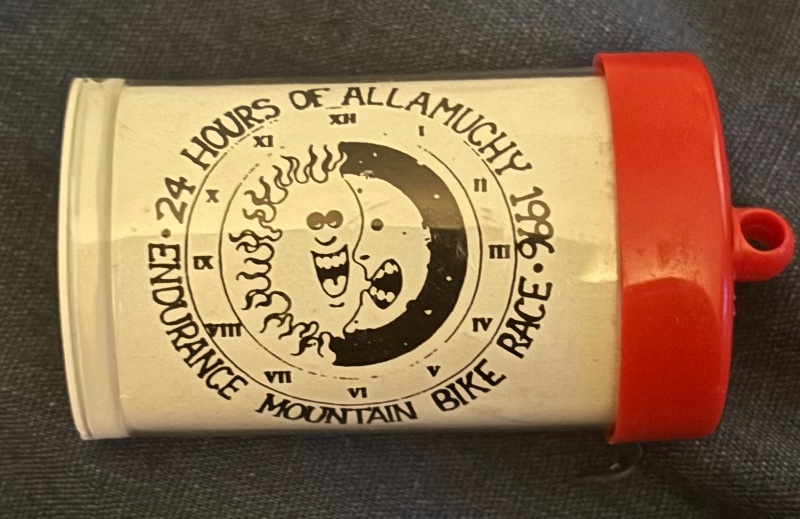 ·24 HOURS OF ALLAMUCHY 1996·
ENDURANCE MOUNTAIN BIKE RACE
XII
I
II
III
IV
V
VI
VII
VIII
IX
X
XI